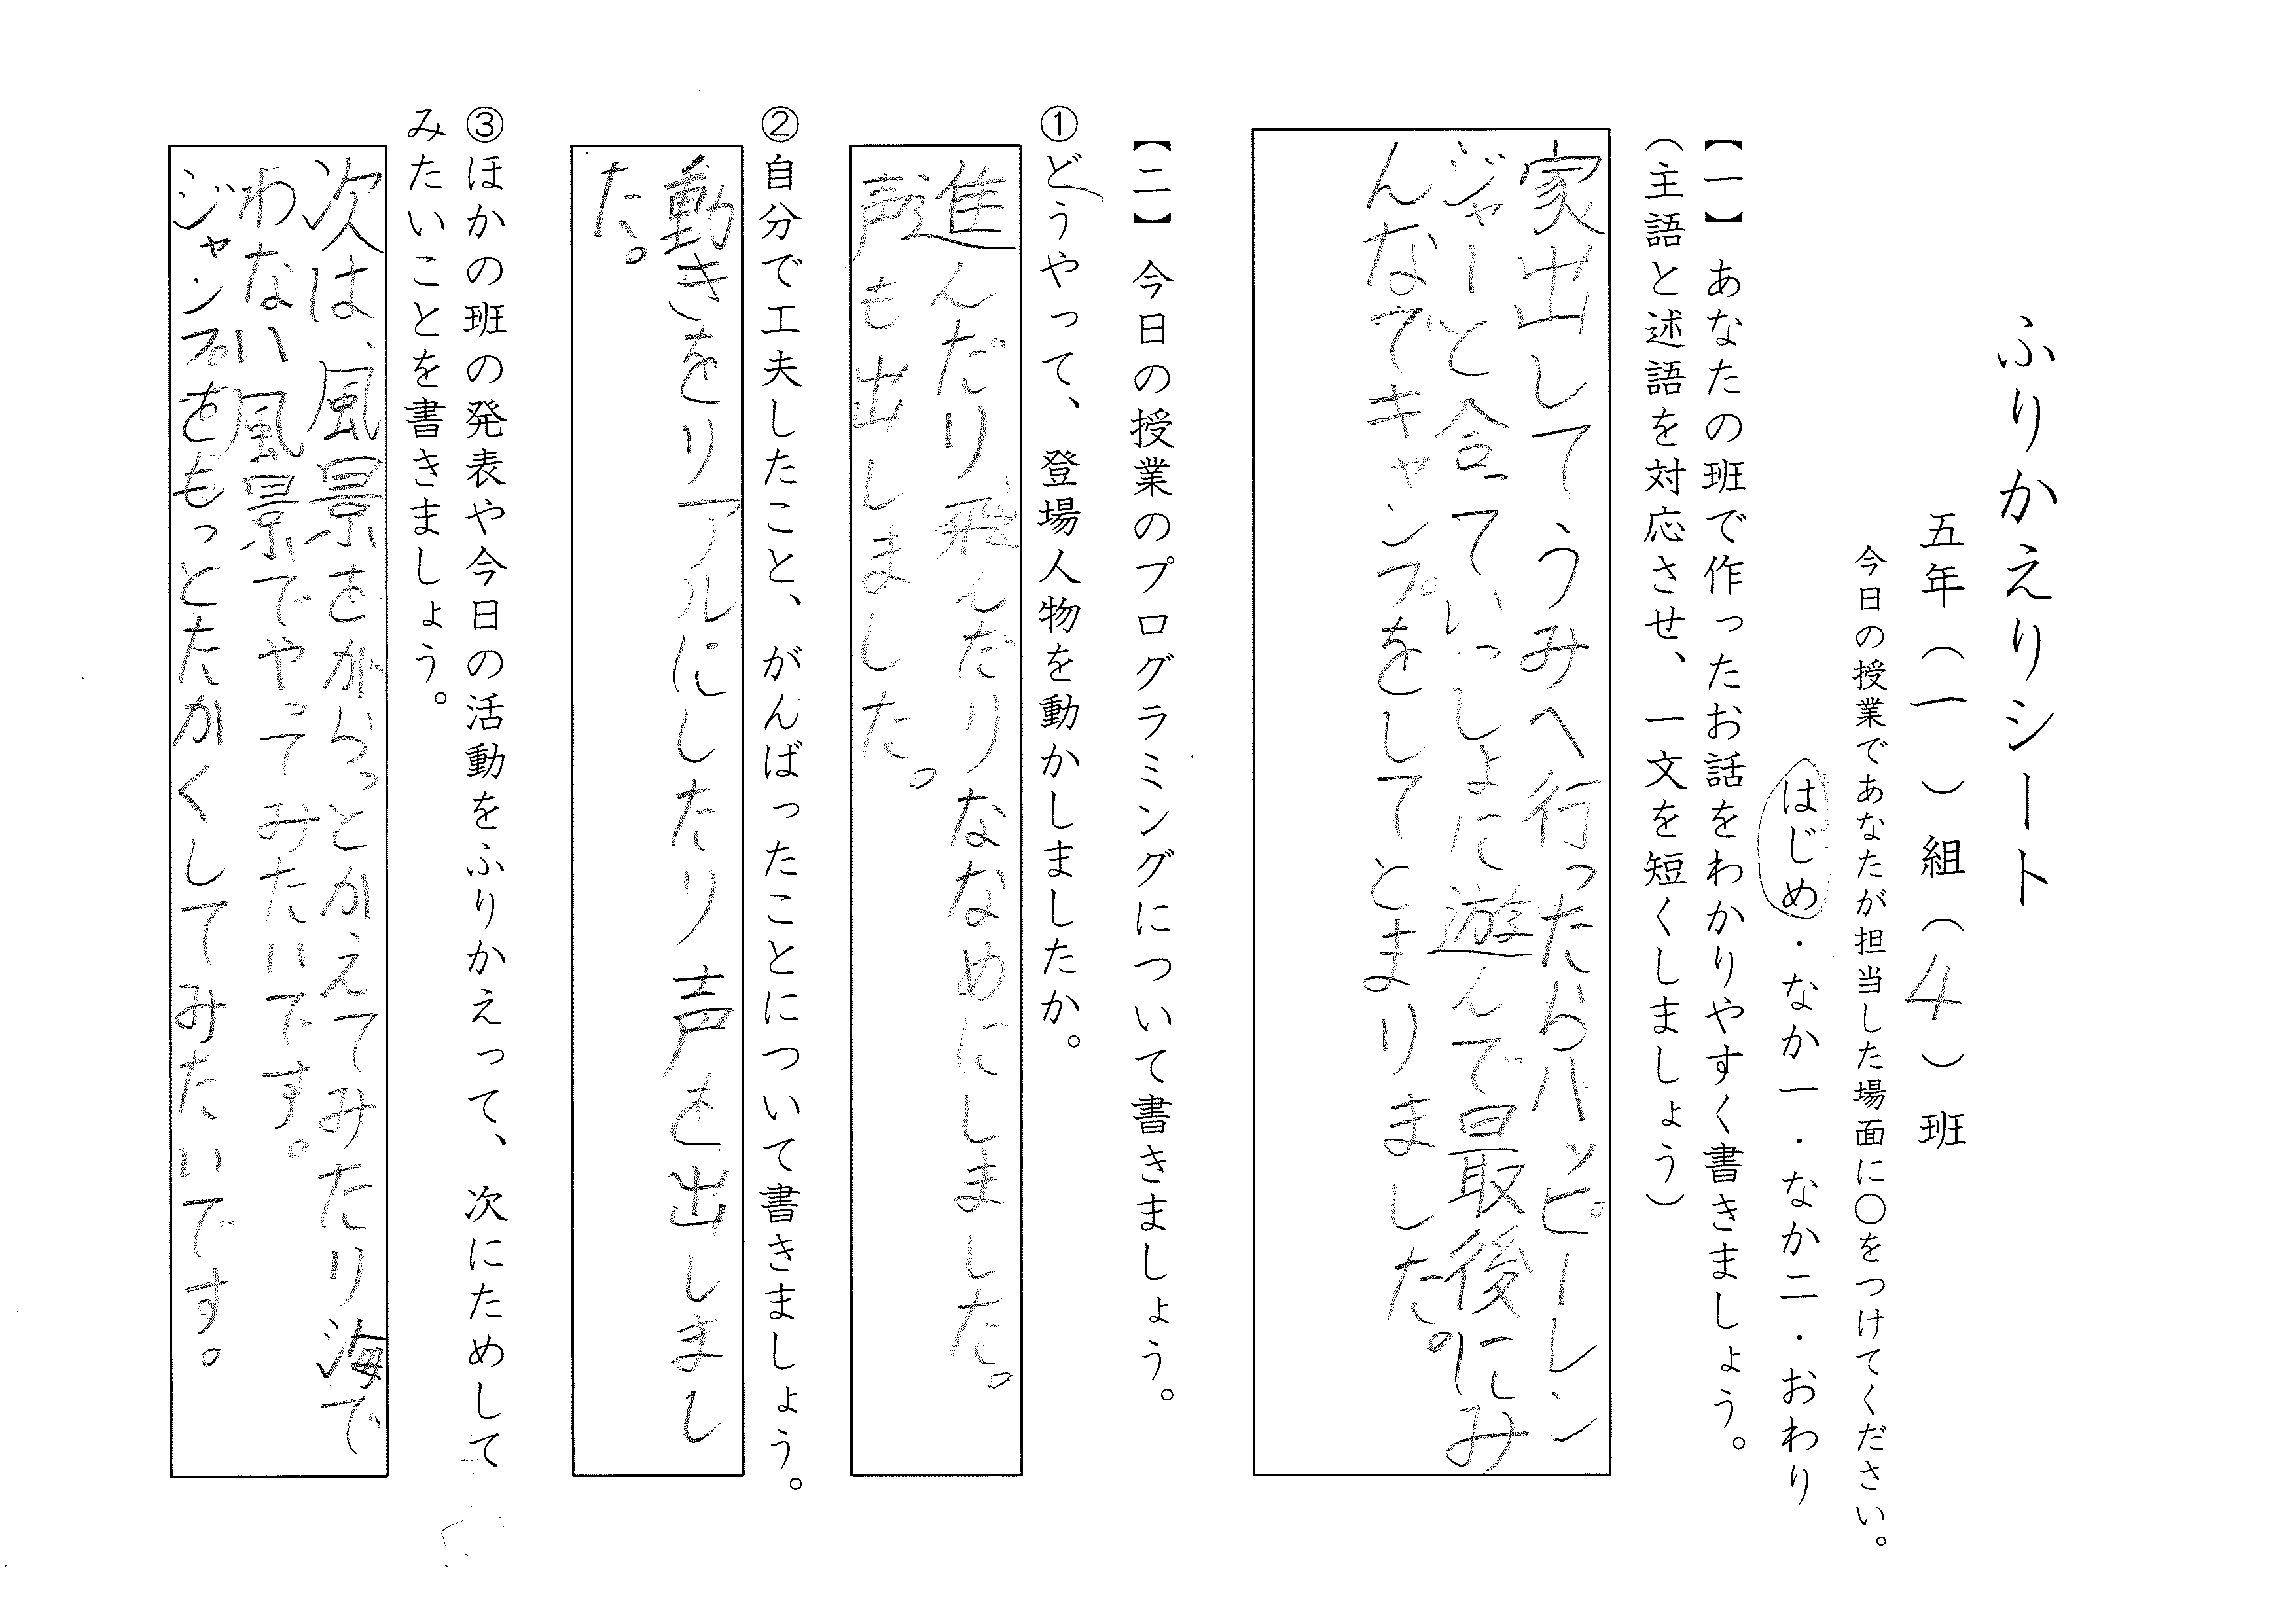 ふりかえりシート
五年（一）組（4）班
今日の授業であなたが担当した場面に○をつけてください。
はじめ・なか一・なか二・おわり
【一】あなたの班で作ったお話をわかりやすく書きましょう。
（主語と述語を対応させ、一文を短くしましょう）
家出してうみへ行ったらハッピーレン
ジャーと合っていっしょに遊んで最後にみ
んなでキャンプをしてとまりました。
【二】今日の授業のプログラミングについて書きましょう。
①どうやって、登場人物を動かしましたか。
進んだり飛んだりななめにしました。
声も出しました。
②自分で工夫したこと、がんばったことについて書きましょう。
動きをリアルにしたり声を出しまし
た。
③ほかの班の発表や今日の活動をふりかえって、次にためして
みたいことを書きましょう。
次は、風景をがらっとかえてみたり海で
わない風景でやってみたいです。
ジャンプをもっとたかくしてみたいです。